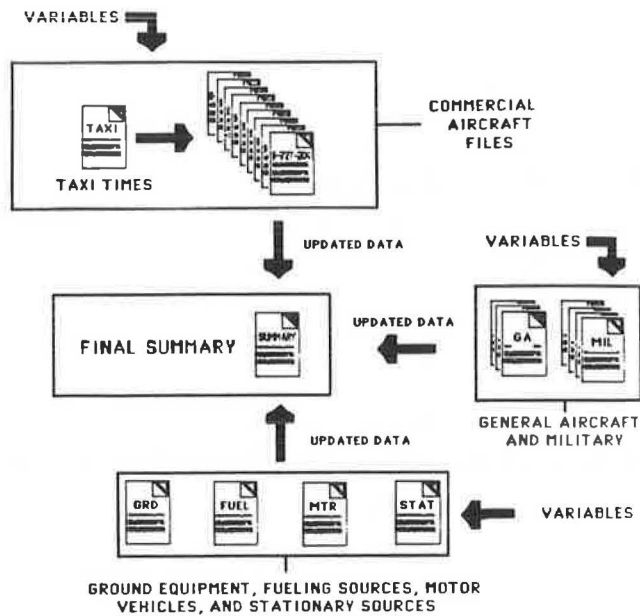 VARIABLES
TAXI
TAXI TIMES
COMMERCIAL
AIRCRAFT
FILES
UPDATED DATA
VARIABLES
FINAL SUMMARY
SUMMARY
UPDATED DATA
GA
MIL
GENERAL AIRCRAFT
AND MILITARY
UPDATED DATA
GRD
FUEL
MTR
STAT
VARIABLES
GROUND EQUIPMENT, FUELING SOURCES, MOTOR
VEHICLES, AND STATIONARY SOURCES